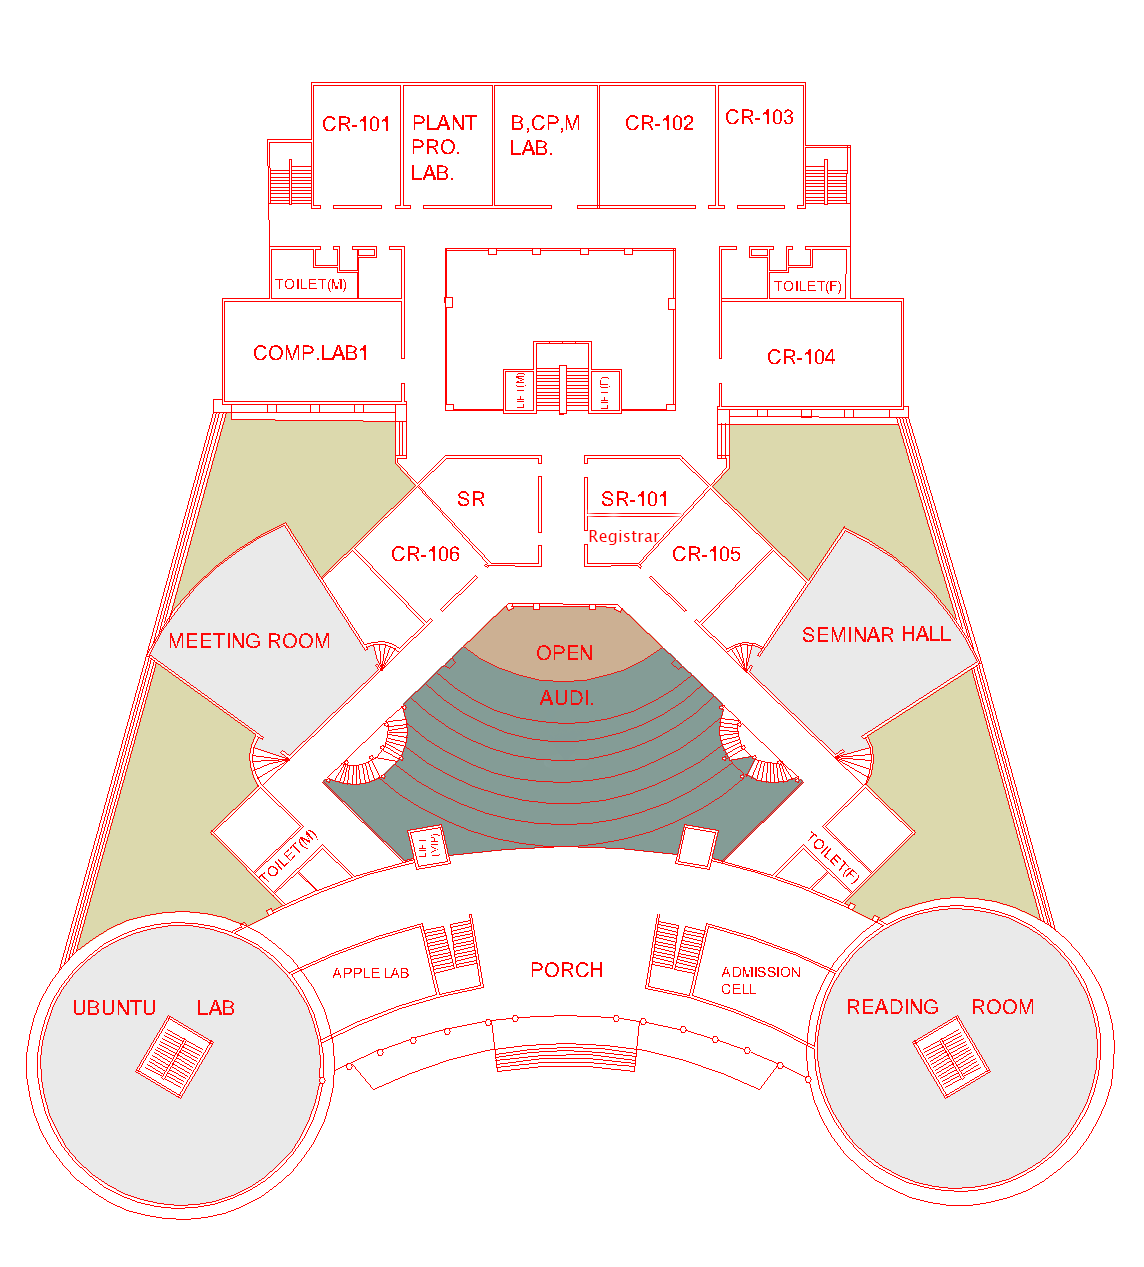 CR-101
PLANT
PRO.
LAB.
B,CP,M
LAB.
CR-102
CR-103
TOILET(M)
TOILET(F)
COMP.LAB1
LIFT(M)
LIFT(F)
CR-104
SR
SR-101
Registrar
CR-106
CR-105
MEETING ROOM
SEMINAR HALL
OPEN
AUDI.
TOILET(M)
LIFT
(VIP)
TOILET(F)
APPLE LAB
PORCH
ADMISSION
CELL
UBUNTU LAB
READING ROOM